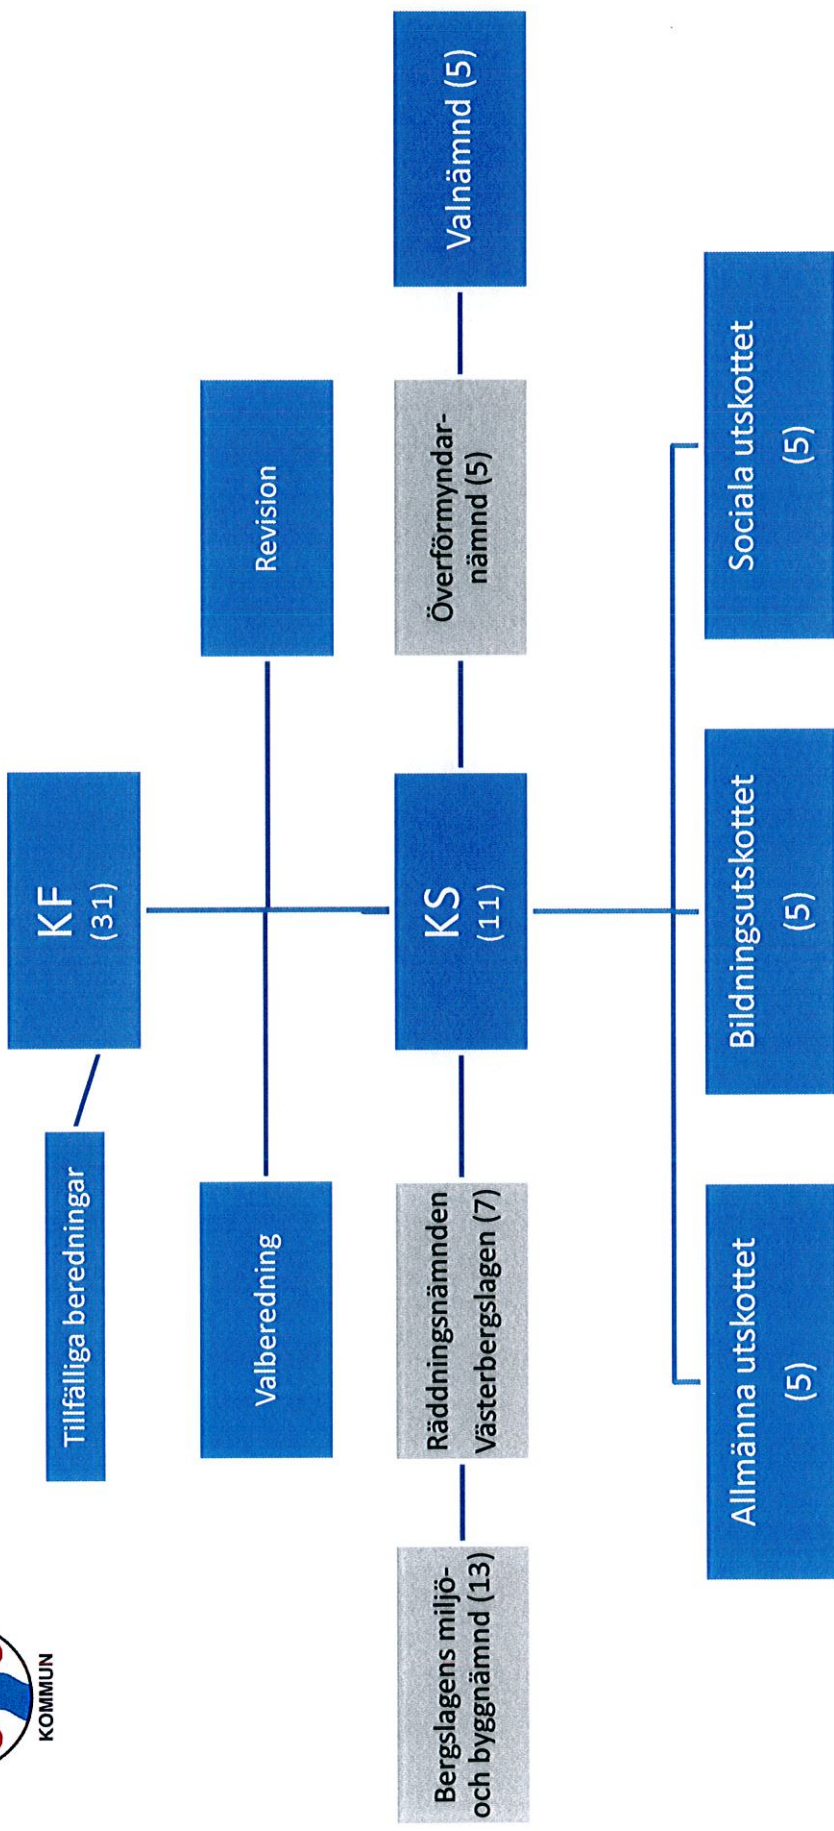 KOMMUN
Tillfälliga beredningar
KF
(31)
Valberedning
Revision
Bergslagens miljö-
och byggnämnd (13)
Räddningsnämnden
Västerbergslagen (7)
KS
(11)
Överförmyndar-
nämnd (5)
Valnämnd (5)
Allmänna utskottet
(5)
Bildningsutskottet
(5)
Sociala utskottet
(5)